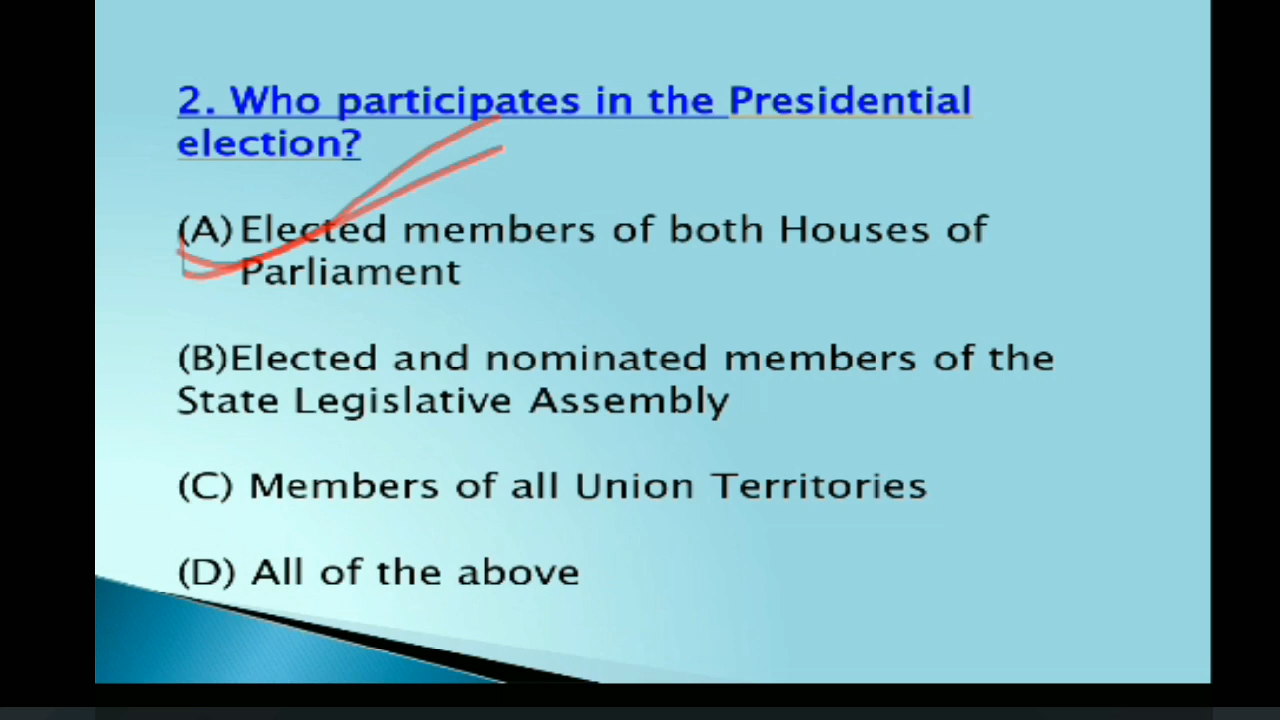 2. Who participates in the Presidential
election?
(A) Elected members of both Houses of
Parliament
(B)Elected and nominated members of the
State Legislative Assembly
(C) Members of all Union Territories
(D) All of the above